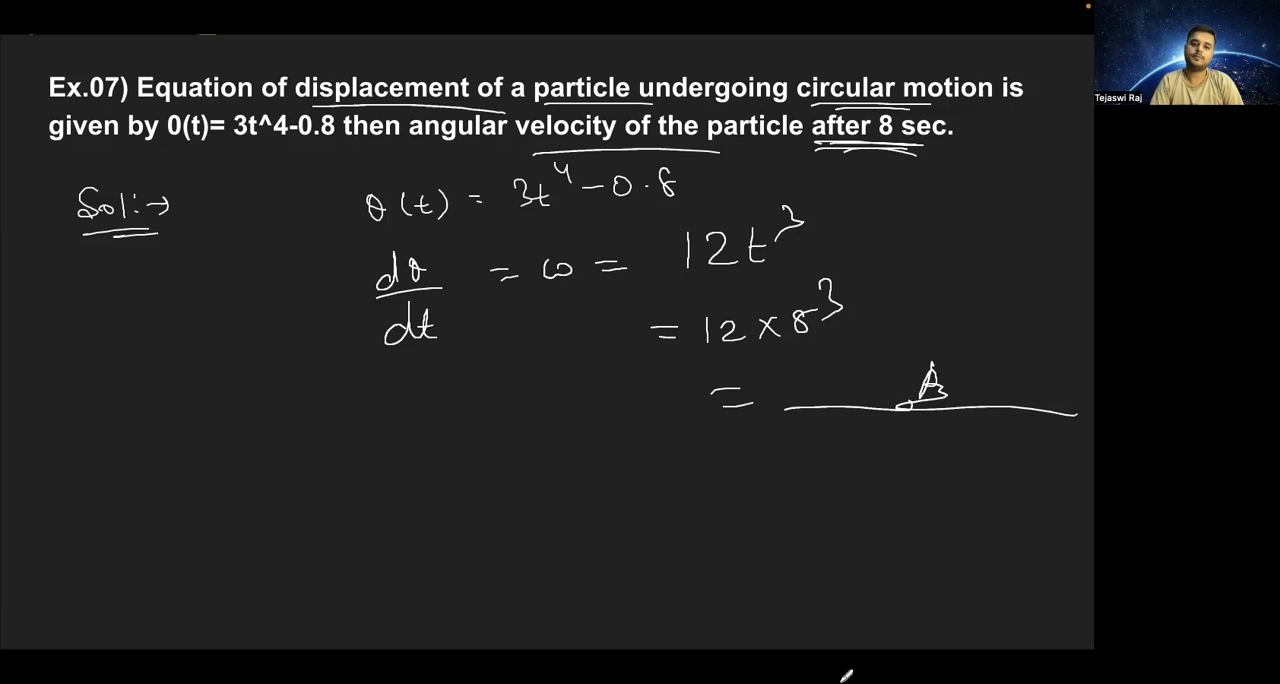 Ex.07) Equation of displacement of a particle undergoing circular motion is
given by 0(t)= 3t^4-0.8 then angular velocity of the particle after 8 sec.
Tejaswi Raj
Sol:→
θ(t) = 3t⁴ - 0.8
dθ/dt = ω = 12t³
= 12 × 8³
=